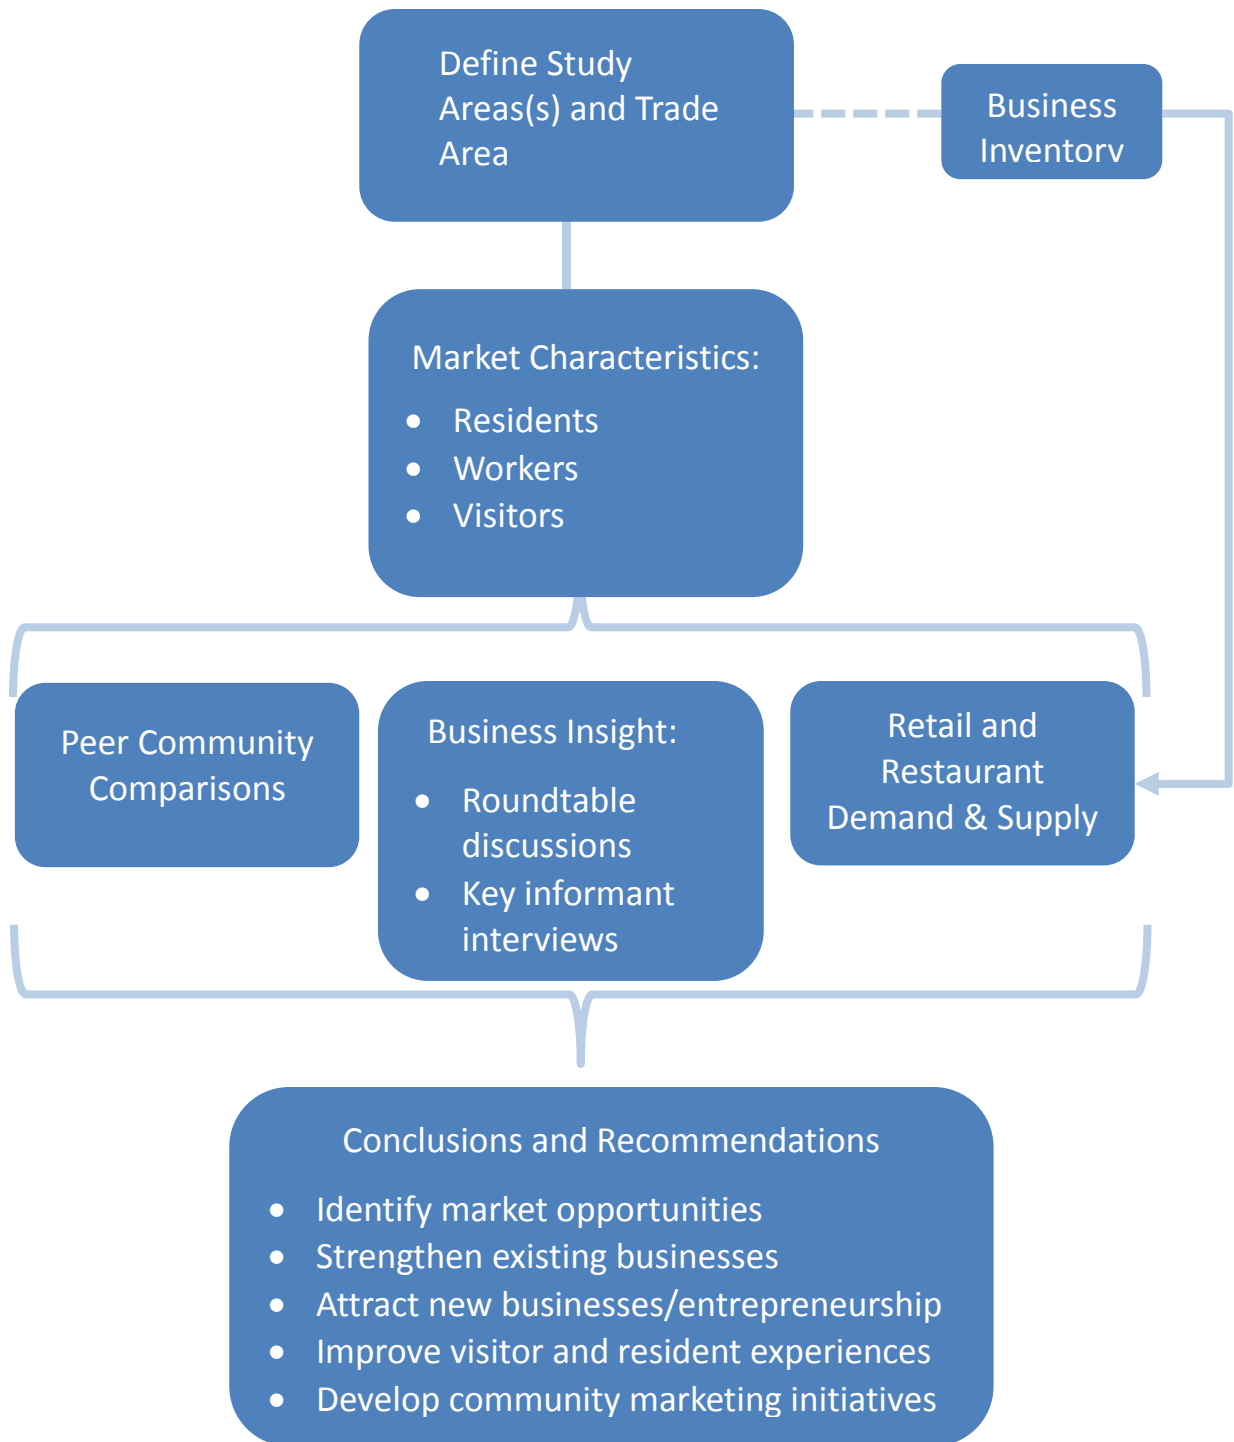 Define Study
Areas(s) and Trade
Area
Business
Inventory
Market Characteristics:
• Residents
• Workers
• Visitors
Peer Community
Comparisons
Business Insight:
• Roundtable
discussions
• Key informant
interviews
Retail and
Restaurant
Demand & Supply
Conclusions and Recommendations
• Identify market opportunities
• Strengthen existing businesses
• Attract new businesses/entrepreneurship
• Improve visitor and resident experiences
• Develop community marketing initiatives